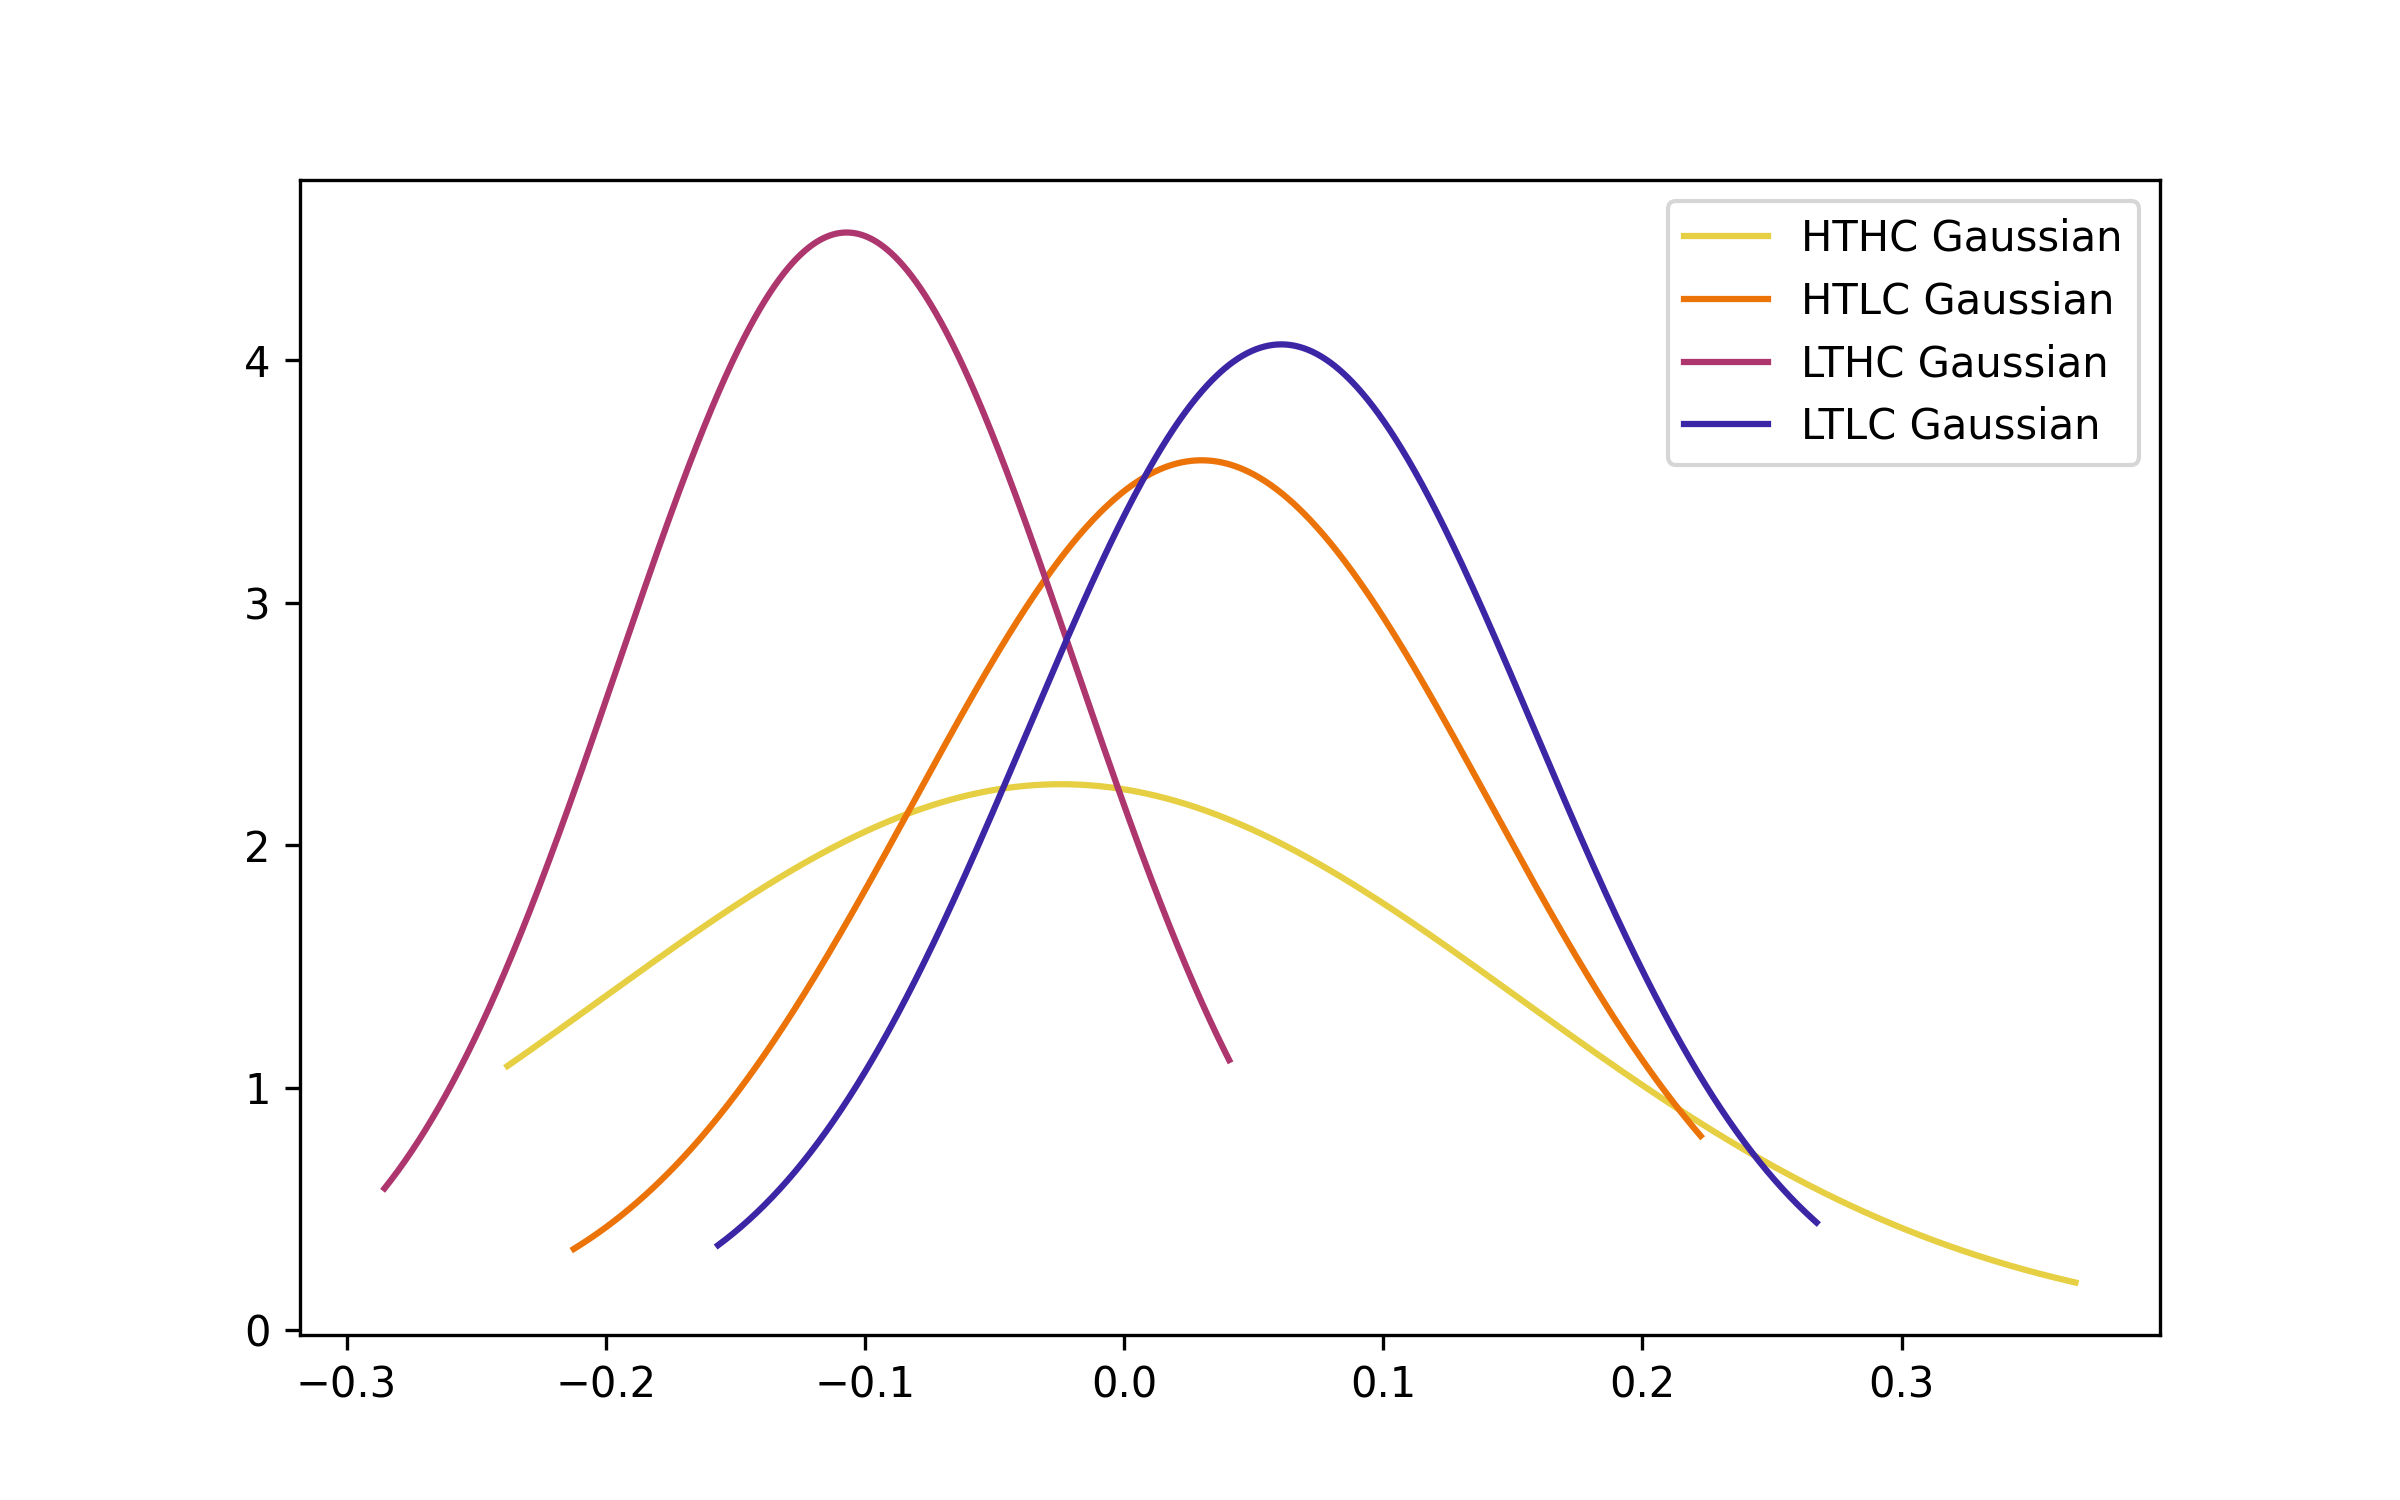 HTHC Gaussian
HTLC Gaussian
LTHC Gaussian
LTLC Gaussian
4
3
2
1
0
−0.3 −0.2 −0.1 0.0 0.1 0.2 0.3